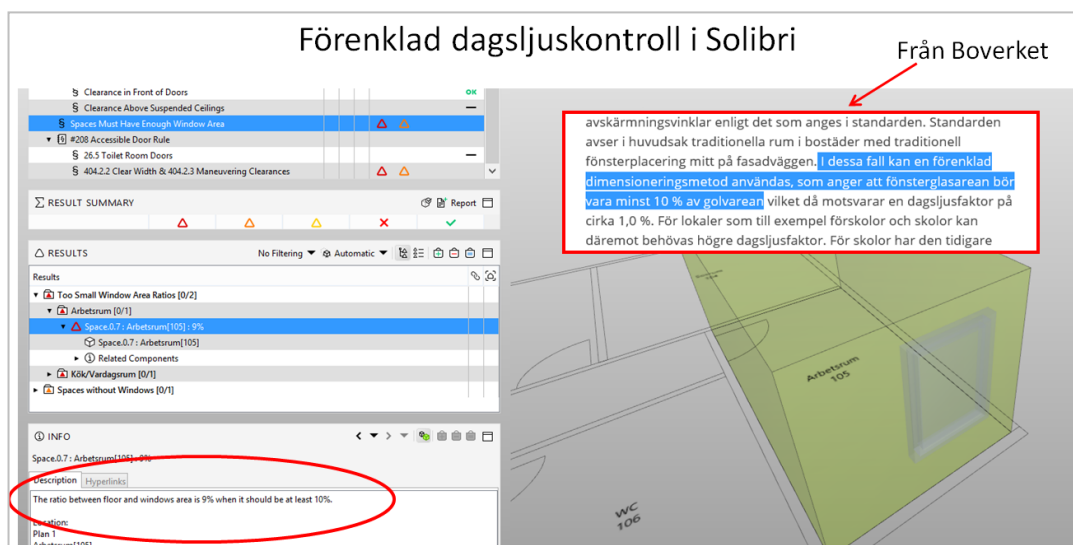 Förenklad dagsljuskontroll i Solibri
Från Boverket
§ Clearance in Front of Doors OK
§ Clearance Above Suspended Ceilings —
§ Spaces Must Have Enough Window Area
§ #208 Accessible Door Rule
§ 26.5 Toilet Room Doors —
§ 404.2.2 Clear Width & 404.2.3 Maneuvering Clearances
RESULT SUMMARY Report
RESULTS No Filtering Automatic
Results
Too Small Window Area Ratios [0/2]
Arbetsrum [0/1]
Space.0.7 : Arbetsrum[105] : 9%
Space.0.7 : Arbetsrum[105]
Related Components
Kök/Vardagsrum [0/1]
Spaces without Windows [0/1]
INFO
Space.0.7 : Arbetsrum[105] : 9%
Description Hyperlinks
The ratio between floor and windows area is 9% when it should be at least 10%.
Location:
Plan 1
Arbetsrum[105]
avskärmningsvinklar enligt det som anges i standarden. Standarden
avser i huvudsak traditionella rum i bostäder med traditionell
fönsterplacering mitt på fasadväggen. I dessa fall kan en förenklad
dimensioneringsmetod användas, som anger att fönsterglasarean bör
vara minst 10 % av golvarean vilket då motsvarar en dagsljusfaktor på
cirka 1,0 %. För lokaler som till exempel förskolor och skolor kan
däremot behövas högre dagsljusfaktor. För skolor har den tidigare
Arbetsrum
105
WC
106